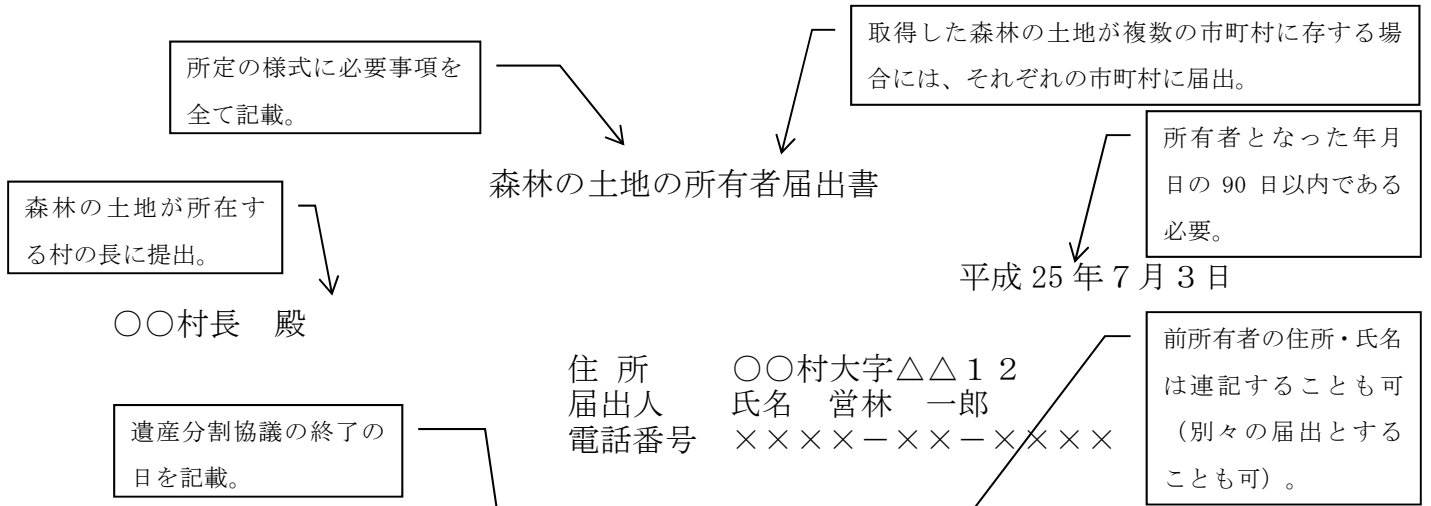 取得した森林の土地が複数の市町村に存する場
合には、それぞれの市町村に届出。
所定の様式に必要事項を
全て記載。
所有者となった年月
日の 90 日以内である
必要。
森林の土地の所有者届出書
森林の土地が所在す
る村の長に提出。
平成 25 年７月３日
○○村長　殿
前所有者の住所・氏名
は連記することも可
（別々の届出とする
ことも可）。
住 所　　○○村大字△△１２
届出人　　氏名　営林　一郎
電話番号　××××－××－××××
遺産分割協議の終了の
日を記載。